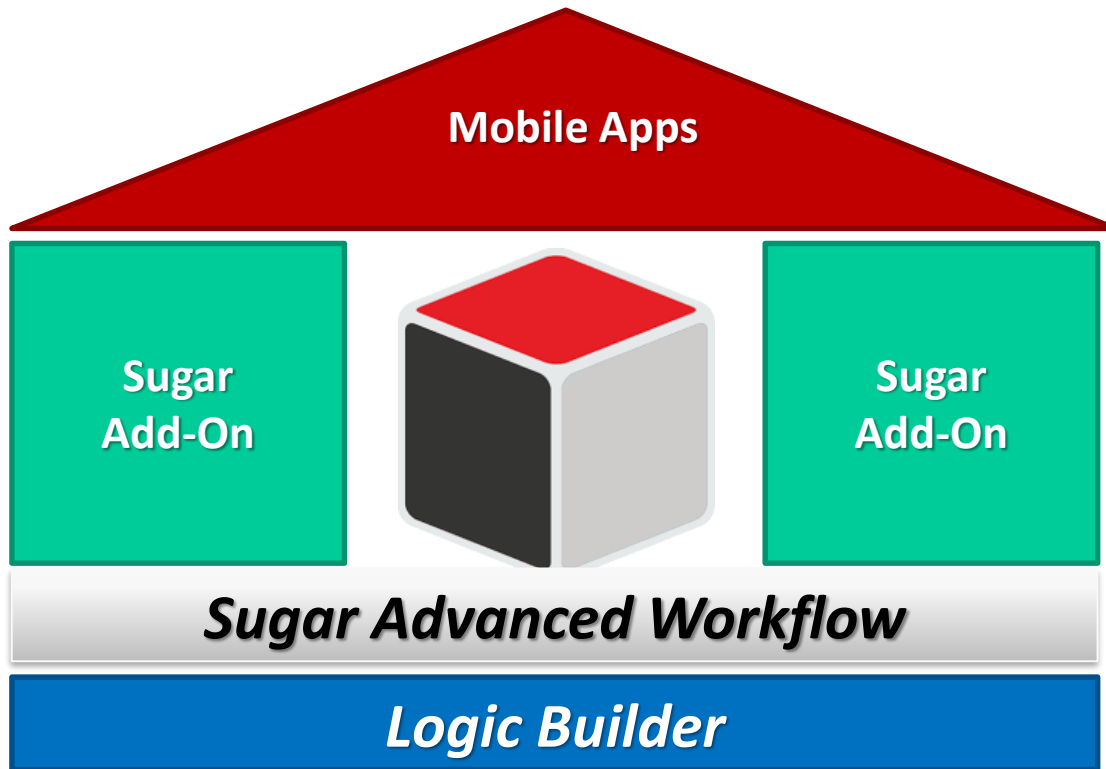 Mobile Apps
Sugar
Add-On
Sugar
Add-On
Sugar Advanced Workflow
Logic Builder